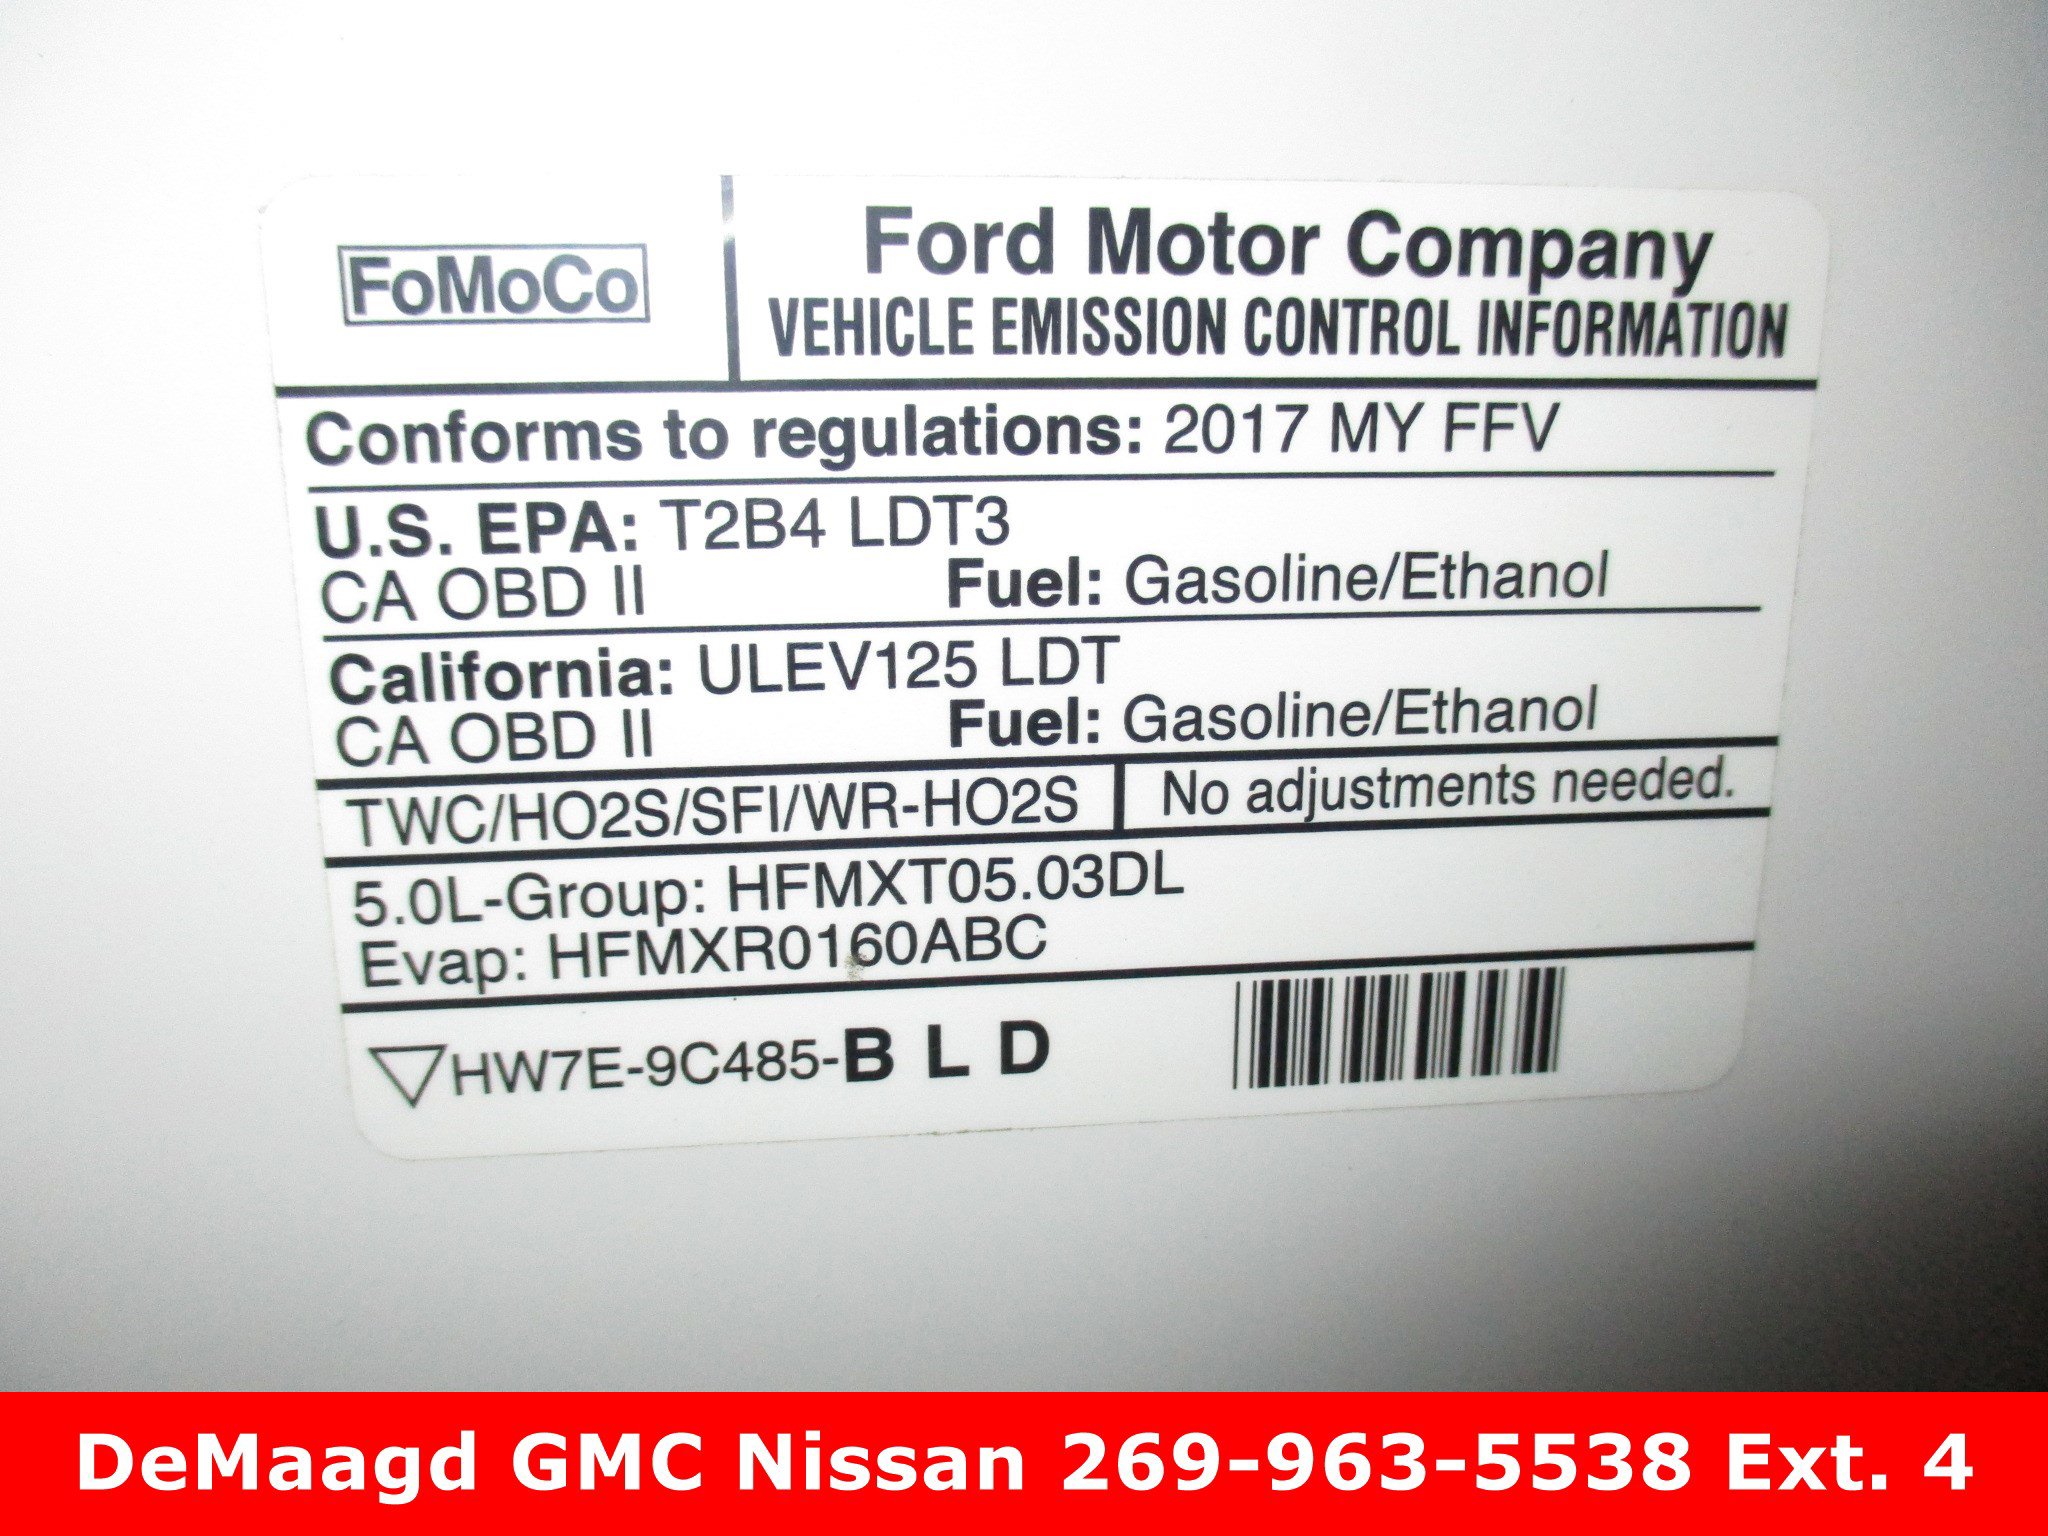 FoMoCo
Ford Motor Company
VEHICLE EMISSION CONTROL INFORMATION
Conforms to regulations: 2017 MY FFV
U.S. EPA: T2B4 LDT3
CA OBD II Fuel: Gasoline/Ethanol
California: ULEV125 LDT
CA OBD II Fuel: Gasoline/Ethanol
TWC/HO2S/SFI/WR-HO2S No adjustments needed.
5.0L-Group: HFMXT05.03DL
Evap: HFMXR0160ABC
HW7E-9C485-B L D
DeMaagd GMC Nissan 269-963-5538 Ext. 4